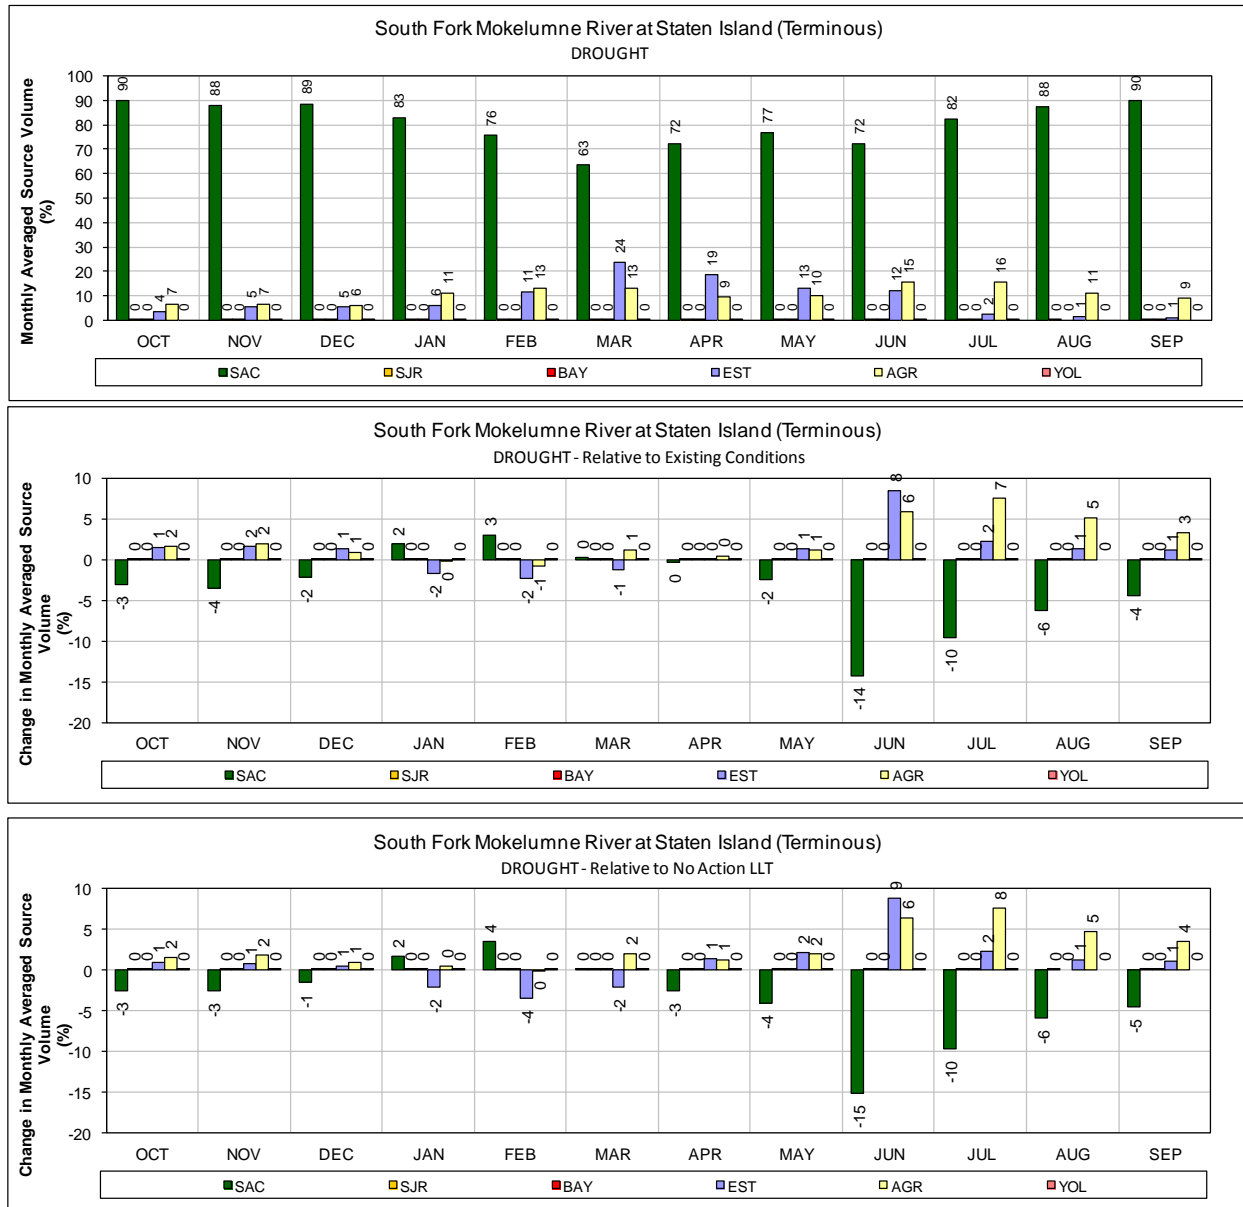 South Fork Mokelumne River at Staten Island (Terminous)
DROUGHT
Monthly Averaged Source Volume
(%)
100
90
80
70
60
50
40
30
20
10
0
90 0 0 4 7 0
88 0 0 5 7 0
89 0 0 5 6 0
83 0 0 6 11 0
76 0 0 11 13 0
63 0 0 24 13 0
72 0 0 19 9 0
77 0 0 13 10 0
72 0 0 12 15 0
82 0 0 2 16 0
88 0 0 1 11 0
90 0 0 1 9 0
OCT NOV DEC JAN FEB MAR APR MAY JUN JUL AUG SEP
SAC SJR BAY EST AGR YOL
South Fork Mokelumne River at Staten Island (Terminous)
DROUGHT - Relative to Existing Conditions
Change in Monthly Averaged Source
Volume
(%)
10
5
0
-5
-10
-15
-20
-3 0 0 1 2 0
-4 0 0 2 2 0
-2 0 0 1 1 0
2 0 0 -2 0 0
3 0 0 -2 -1 0
0 0 0 -1 1 0
0 0 0 0 0
-2 0 0 1 1 0
-14 0 0 8 6 0
-10 0 0 2 7 0
-6 0 0 1 5 0
-4 0 0 1 3 0
OCT NOV DEC JAN FEB MAR APR MAY JUN JUL AUG SEP
SAC SJR BAY EST AGR YOL
South Fork Mokelumne River at Staten Island (Terminous)
DROUGHT - Relative to No Action LLT
Change in Monthly Averaged Source
Volume
(%)
10
5
0
-5
-10
-15
-20
-3 0 0 1 2 0
-3 0 0 1 2 0
-1 0 0 1 1 0
2 0 0 -2 0 0
4 0 0 -4 0 0
0 0 -2 2 0
-3 0 0 1 1 0
-4 0 0 2 2 0
-15 0 0 9 6 0
-10 0 0 2 8 0
-6 0 0 1 5 0
-5 0 0 1 4 0
OCT NOV DEC JAN FEB MAR APR MAY JUN JUL AUG SEP
SAC SJR BAY EST AGR YOL